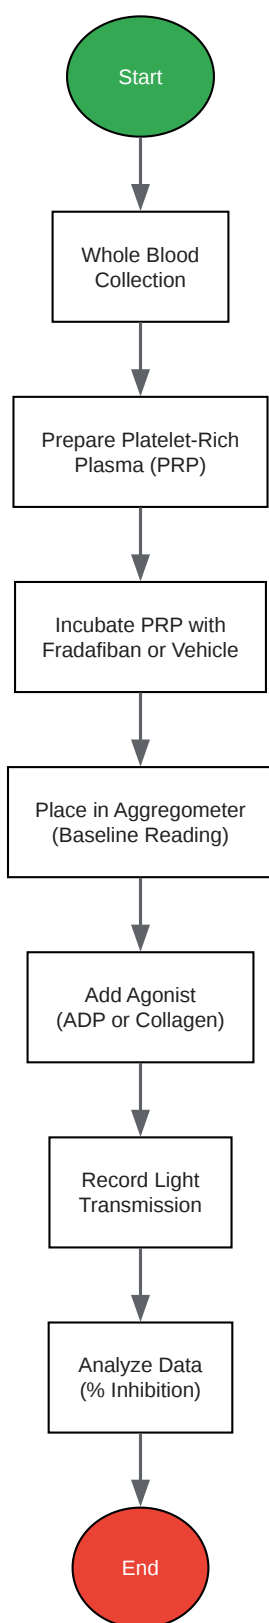 Start
Whole Blood
Collection
Prepare Platelet-Rich
Plasma (PRP)
Incubate PRP with
Fradafiban or Vehicle
Place in Aggregometer
(Baseline Reading)
Add Agonist
(ADP or Collagen)
Record Light
Transmission
Analyze Data
(% Inhibition)
End